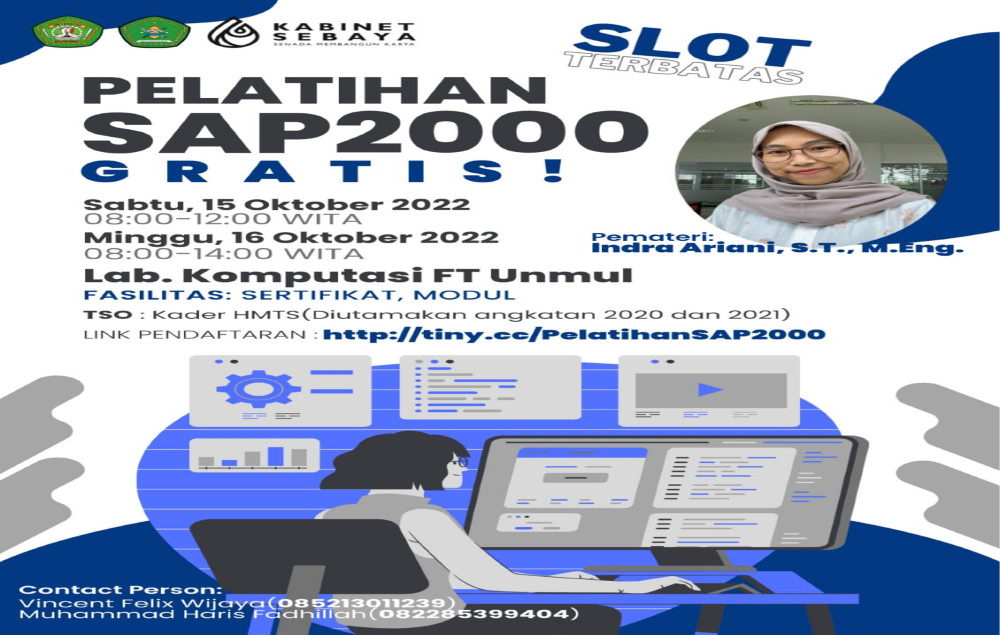 KABINET
SEBAYA
SENADA MEMBANGUN KARYA
SLOT
TERBATAS
PELATIHAN
SAP2000
GRATIS!
Sabtu, 15 Oktober 2022
08:00-12:00 WITA
Minggu, 16 Oktober 2022
08:00-14:00 WITA
Pemateri:
Indra Ariani, S.T., M.Eng.
Lab. Komputasi FT Unmul
FASILITAS: SERTIFIKAT, MODUL
TSO : Kader HMTS(Diutamakan angkatan 2020 dan 2021)
LINK PENDAFTARAN : http://tiny.cc/PelatihanSAP2000
Contact Person:
Vincent Felix Wijaya(085213011239)
Muhammad Haris Fadhillah(082285399404)